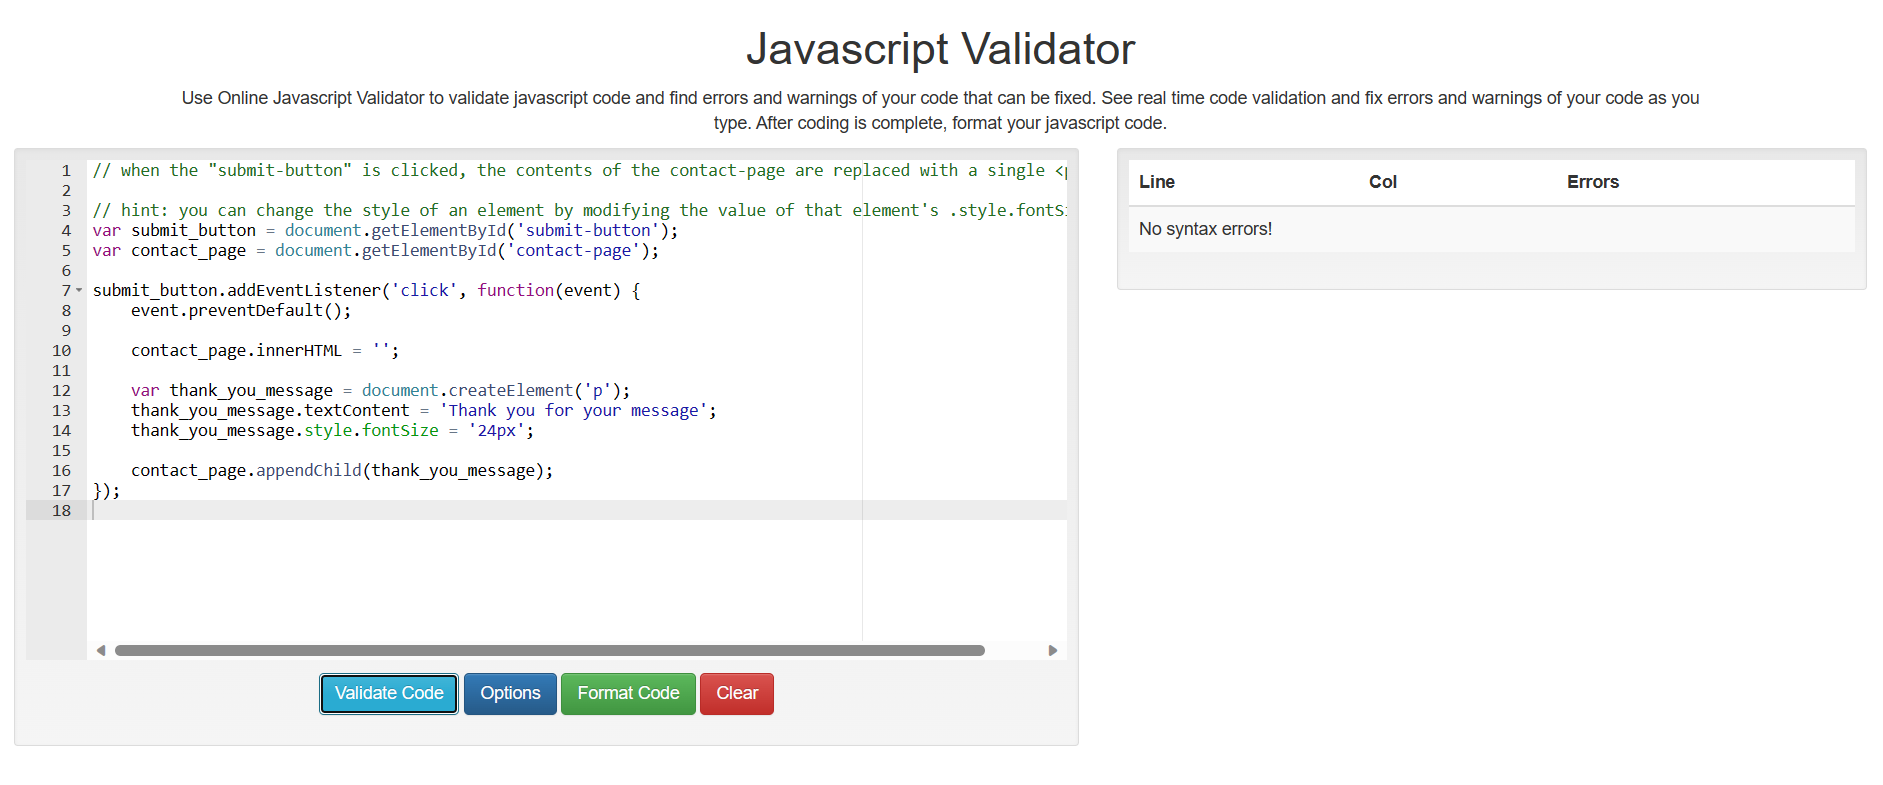 Javascript Validator
Use Online Javascript Validator to validate javascript code and find errors and warnings of your code that can be fixed. See real time code validation and fix errors and warnings of your code as you
type. After coding is complete, format your javascript code.
1 // when the "submit-button" is clicked, the contents of the contact-page are replaced with a single <
2
3 // hint: you can change the style of an element by modifying the value of that element's .style.fontS
4 var submit_button = document.getElementById('submit-button');
5 var contact_page = document.getElementById('contact-page');
6
7 submit_button.addEventListener('click', function(event) {
8     event.preventDefault();
9
10     contact_page.innerHTML = '';
11
12     var thank_you_message = document.createElement('p');
13     thank_you_message.textContent = 'Thank you for your message';
14     thank_you_message.style.fontSize = '24px';
15
16     contact_page.appendChild(thank_you_message);
17 });
18
Validate Code Options Format Code Clear
Line Col Errors
No syntax errors!